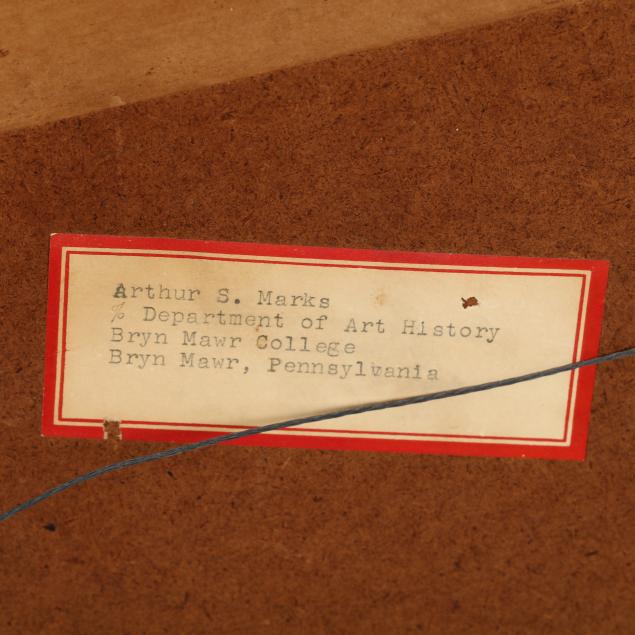 Arthur S. Marks
% Department of Art History
Bryn Mawr College
Bryn Mawr, Pennsylvania